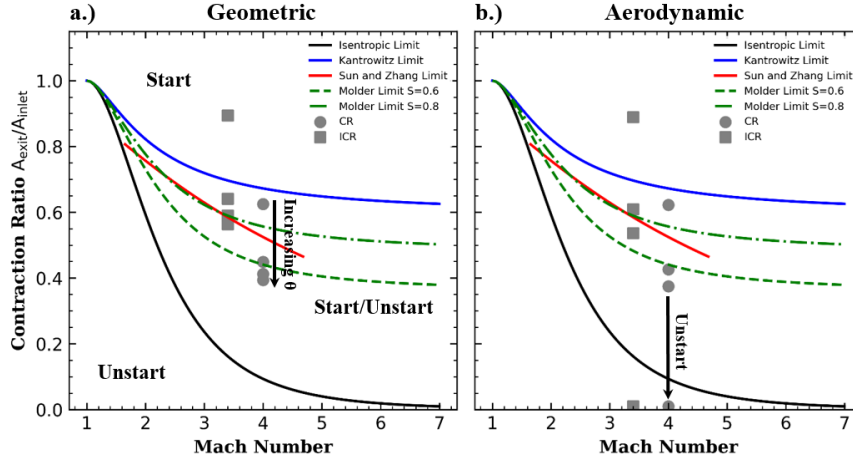 a.) Geometric
b.) Aerodynamic
Contraction Ratio A_exit/A_inlet
1.0
0.8
0.6
0.4
0.2
0.0
Start
Isentropic Limit
Kantrowitz Limit
Sun and Zhang Limit
Molder Limit S=0.6
Molder Limit S=0.8
CR
ICR
Increasing θ
Start/Unstart
Unstart
1 2 3 4 5 6 7
Mach Number
Isentropic Limit
Kantrowitz Limit
Sun and Zhang Limit
Molder Limit S=0.6
Molder Limit S=0.8
CR
ICR
Unstart
1 2 3 4 5 6 7
Mach Number